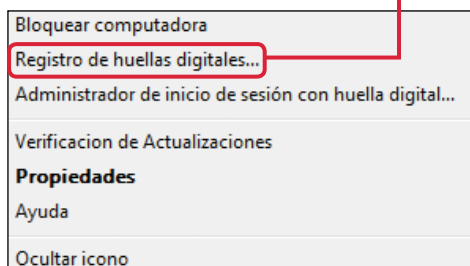 Bloquear computadora
Registro de huellas digitales...
Administrador de inicio de sesión con huella digital...
Verificacion de Actualizaciones
Propiedades
Ayuda
Ocultar icono